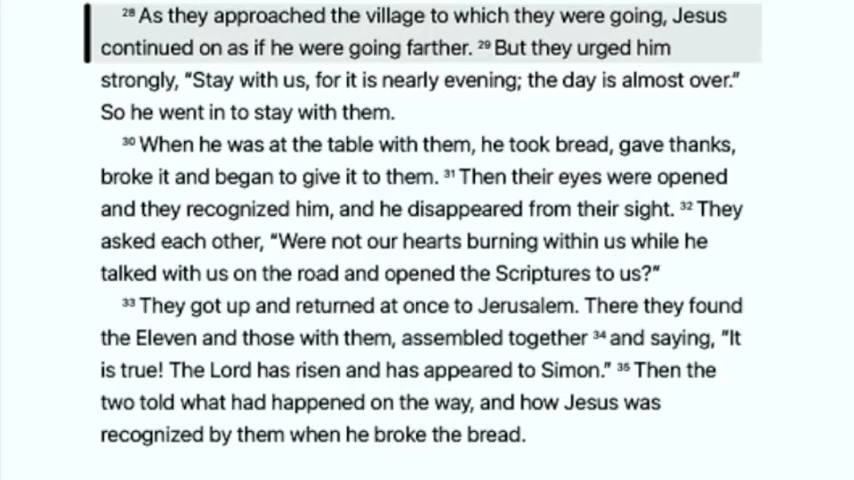 28 As they approached the village to which they were going, Jesus
continued on as if he were going farther. 29 But they urged him
strongly, “Stay with us, for it is nearly evening; the day is almost over.”
So he went in to stay with them.
30 When he was at the table with them, he took bread, gave thanks,
broke it and began to give it to them. 31 Then their eyes were opened
and they recognized him, and he disappeared from their sight. 32 They
asked each other, “Were not our hearts burning within us while he
talked with us on the road and opened the Scriptures to us?”
33 They got up and returned at once to Jerusalem. There they found
the Eleven and those with them, assembled together 34 and saying, “It
is true! The Lord has risen and has appeared to Simon.” 35 Then the
two told what had happened on the way, and how Jesus was
recognized by them when he broke the bread.